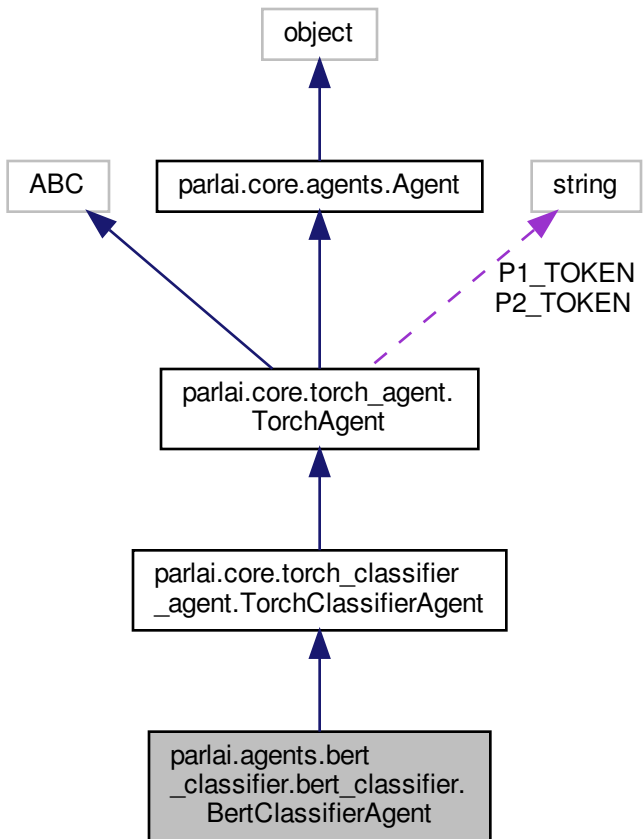 object
ABC
parlai.core.agents.Agent
string
P1_TOKEN
P2_TOKEN
parlai.core.torch_agent.
TorchAgent
parlai.core.torch_classifier
_agent.TorchClassifierAgent
parlai.agents.bert
_classifier.bert_classifier.
BertClassifierAgent